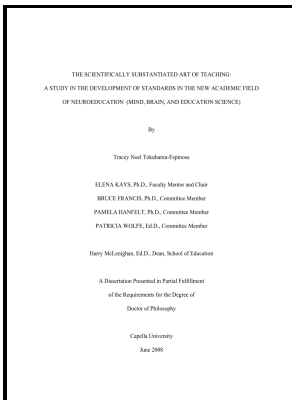 THE SCIENTIFICALLY SUBSTANTIATED ART OF TEACHING:
A STUDY IN THE DEVELOPMENT OF STANDARDS IN THE NEW ACADEMIC FIELD
OF NEUROEDUCATION (MIND, BRAIN, AND EDUCATION SCIENCE)
By
Tracey Noel Tokuhama-Espinosa
ELENA KAYS, Ph.D., Faculty Mentor and Chair
BRUCE FRANCIS, Ph.D., Committee Member
PAMELA HANFELT, Ph.D., Committee Member
PATRICIA WOLFE, Ed.D., Committee Member
Harry McLenighan, Ed.D., Dean, School of Education
A Dissertation Presented in Partial Fulfillment
of the Requirements for the Degree of
Doctor of Philosophy
Capella University
June 2008